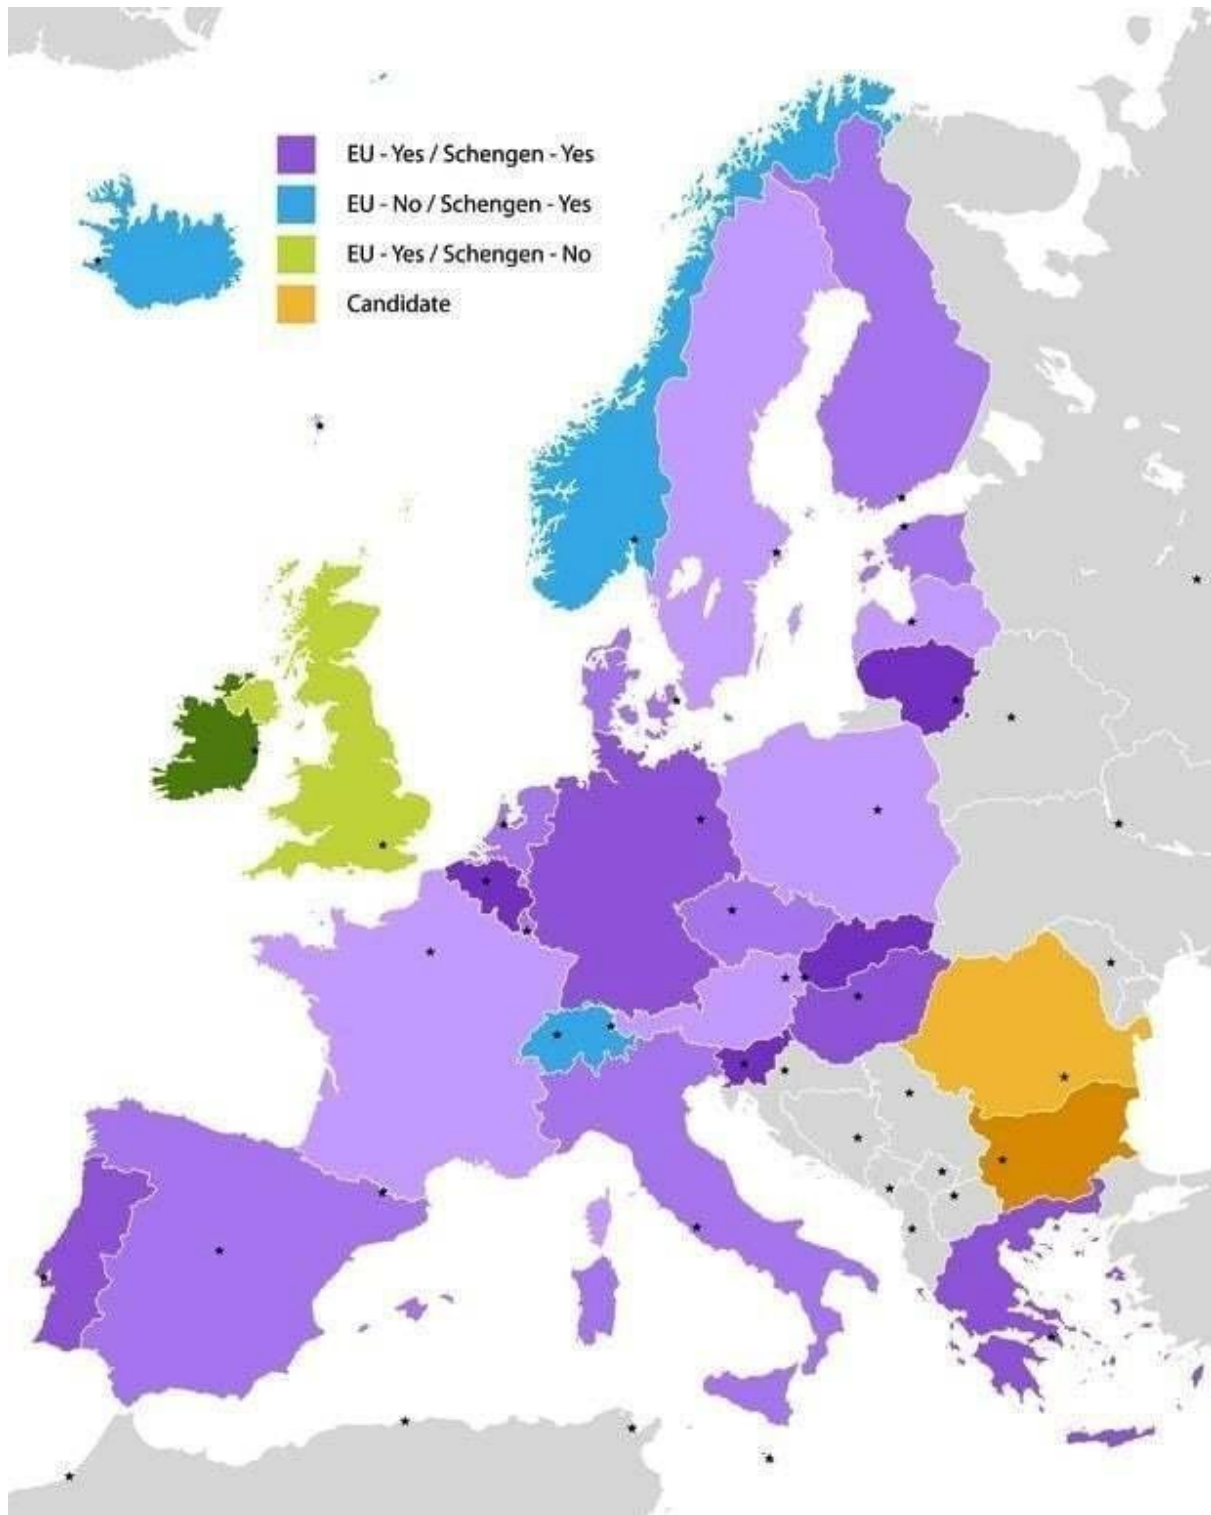 EU - Yes / Schengen - Yes
EU - No / Schengen - Yes
EU - Yes / Schengen - No
Candidate